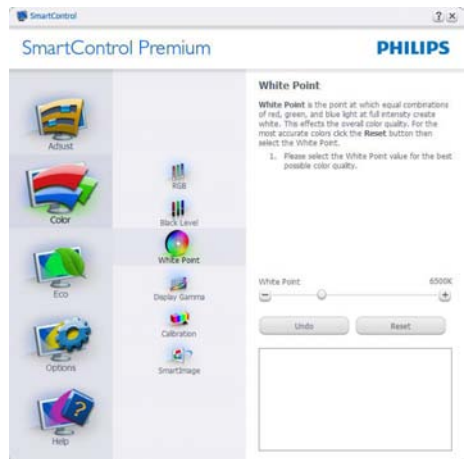 SmartControl
SmartControl Premium
PHILIPS
Adjust
Color
Eco
Options
Help
RGB
Black Level
White Point
Display Gamma
Calibration
SmartImage
White Point
White Point is the point at which equal combinations
of red, green, and blue light at full intensity create
white. This effects the overall color quality. For the
most accurate colors click the Reset button then
select the White Point.
1. Please select the White Point value for the best
possible color quality.
White Point 6500K
Undo Reset